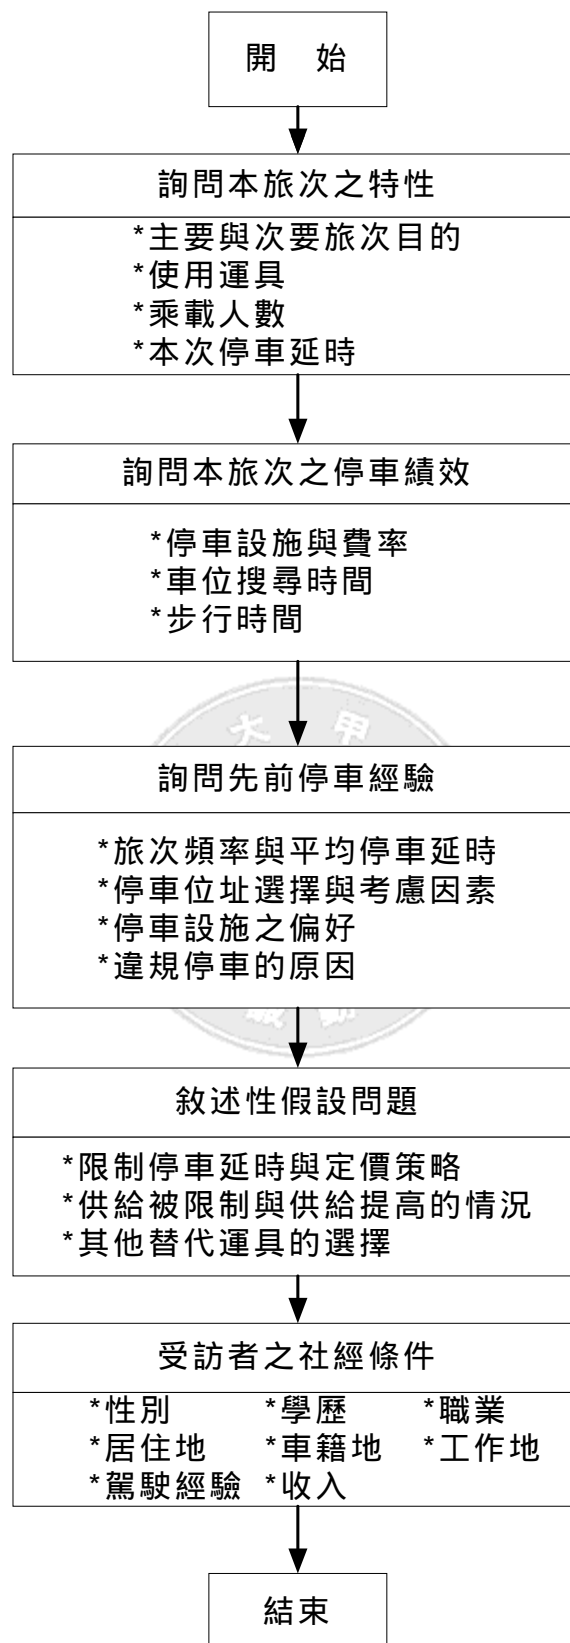 開 始
詢問本旅次之特性
*主要與次要旅次目的
*使用運具
*乘載人數
*本次停車延時
詢問本旅次之停車績效
*停車設施與費率
*車位搜尋時間
*步行時間
大 甲
詢問先前停車經驗
*旅次頻率與平均停車延時
*停車位址選擇與考慮因素
*停車設施之偏好
*違規停車的原因
敘述性假設問題
*限制停車延時與定價策略
*供給被限制與供給提高的情況
*其他替代運具的選擇
受訪者之社經條件
*性別 *學歷 *職業
*居住地 *車籍地 *工作地
*駕駛經驗 *收入
結束